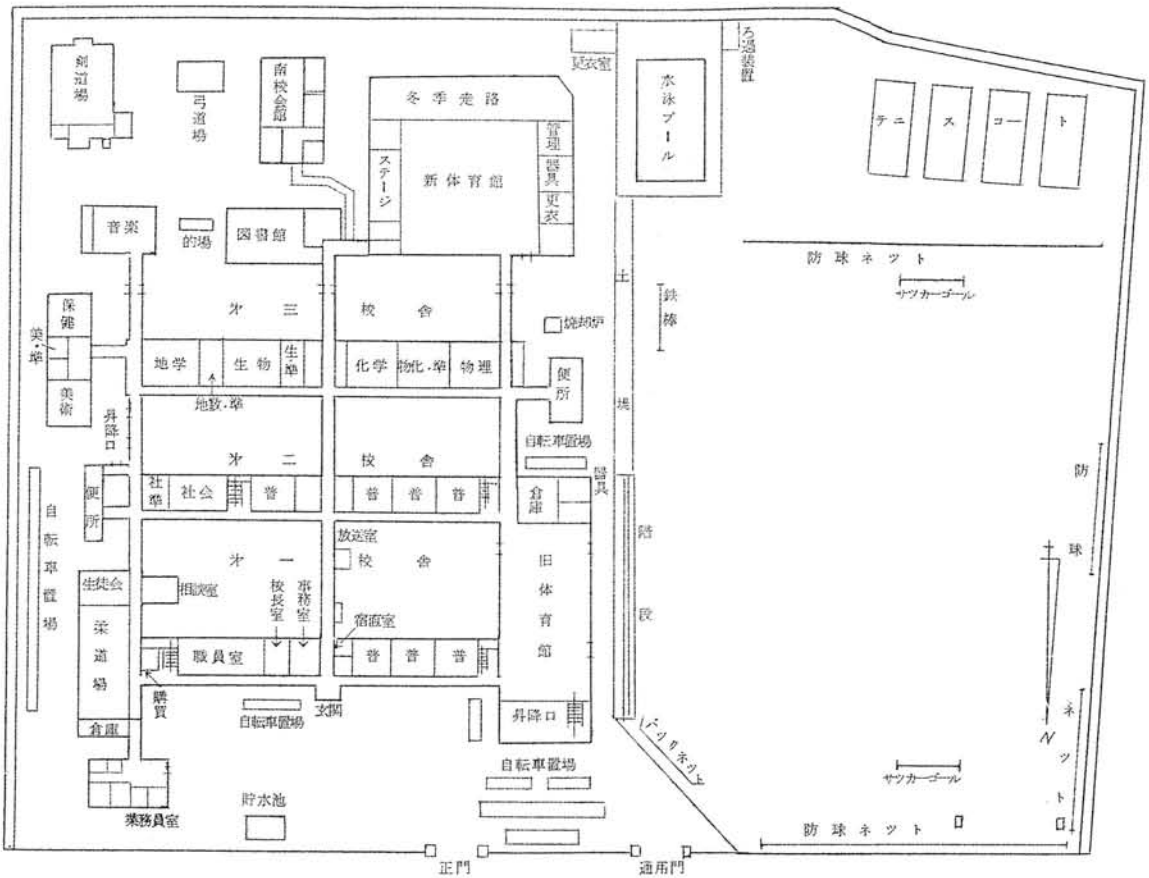 剣道場
弓道場
南校会館
冬季走路
ステージ
新体育館
管理
器具
更衣
更衣室
水泳プール
ろ過装置
テニスコート
音楽
的場
図書館
防球ネット
サッカーゴール
土堤
鉄棒
焼却炉
才三校舎
保健
美・準
美術
地学
地数・準
生物
生・準
化学
物化・準
物理
便所
自転車置場
昇降口
才二校舎
社準
社会
普
普
普
普
倉庫
器具
階段
便所
自転車置場
放送室
才一校舎
相談室
校長室
事務室
宿直室
旧体育館
生徒会
柔道場
倉庫
職員室
普
普
普
購買
玄関
自転車置場
昇降口
自転車置場
バックネット
業務員室
貯水池
正門
通用門
防球ネット
N
サッカーゴール
防球ネット